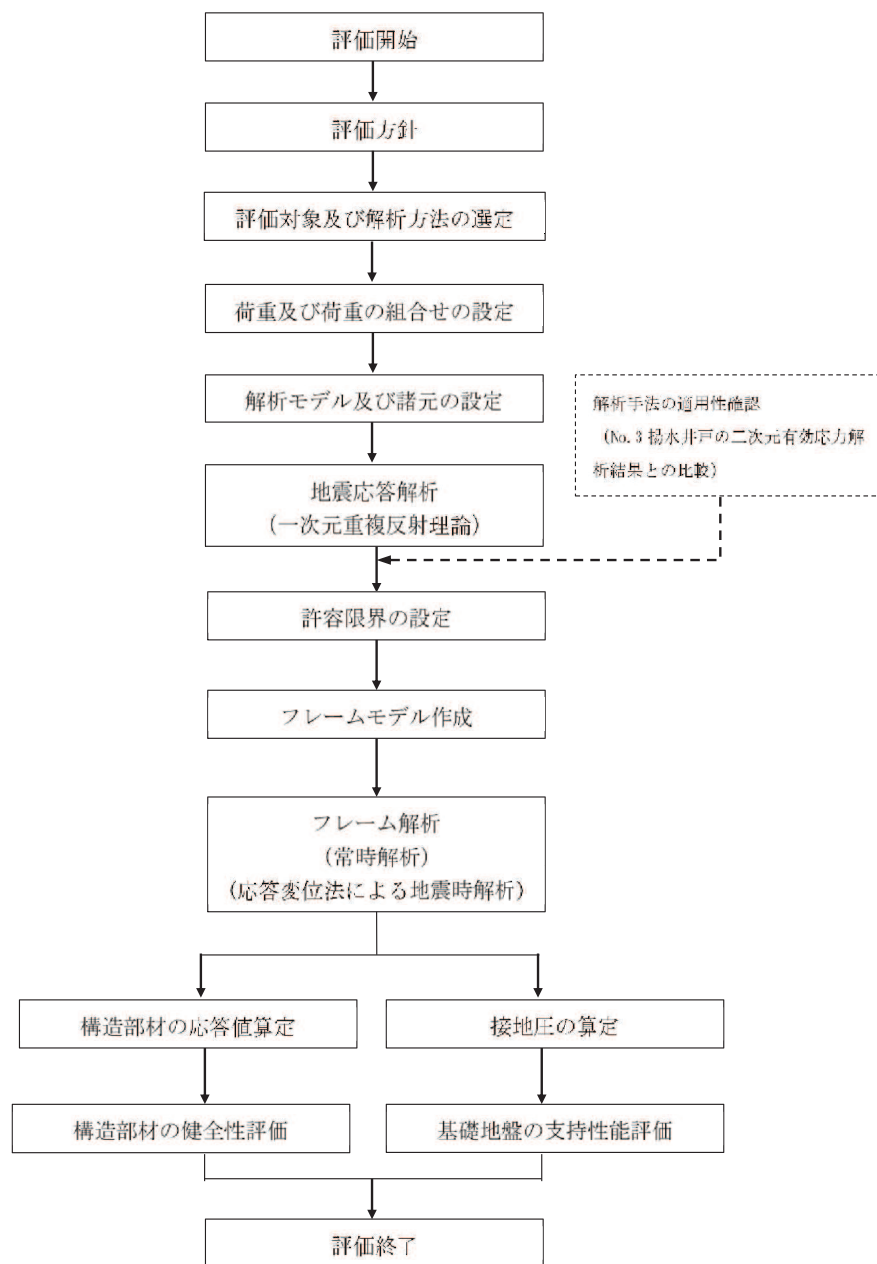 評価開始
評価方針
評価対象及び解析方法の選定
荷重及び荷重の組合せの設定
解析モデル及び諸元の設定
解析手法の適用性確認
(No.3 揚水井戸の二次元有効応力解
析結果との比較)
地震応答解析
(一次元重複反射理論)
許容限界の設定
フレームモデル作成
フレーム解析
(常時解析)
(応答変位法による地震時解析)
構造部材の応答値算定
接地圧の算定
構造部材の健全性評価
基礎地盤の支持性能評価
評価終了